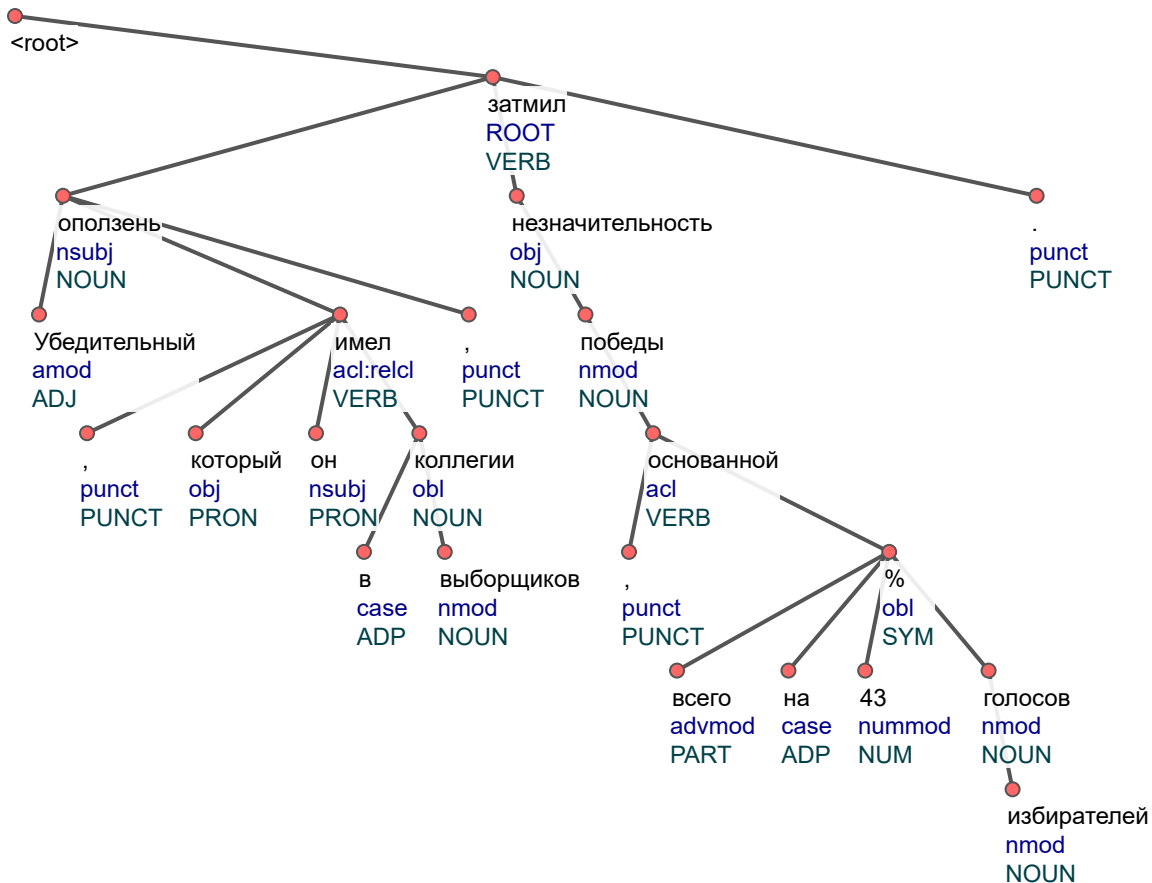 <root>
затмил
ROOT
VERB
оползень
nsubj
NOUN
незначительность
obj
NOUN
.
punct
PUNCT
Убедительный
amod
ADJ
имел
acl:relcl
VERB
,
punct
PUNCT
победы
nmod
NOUN
,
punct
PUNCT
который
obj
PRON
он
nsubj
PRON
коллегии
obl
NOUN
основанной
acl
VERB
в
case
ADP
выборщиков
nmod
NOUN
,
punct
PUNCT
%
obl
SYM
всего
advmod
PART
на
case
ADP
43
nummod
NUM
голосов
nmod
NOUN
избирателей
nmod
NOUN